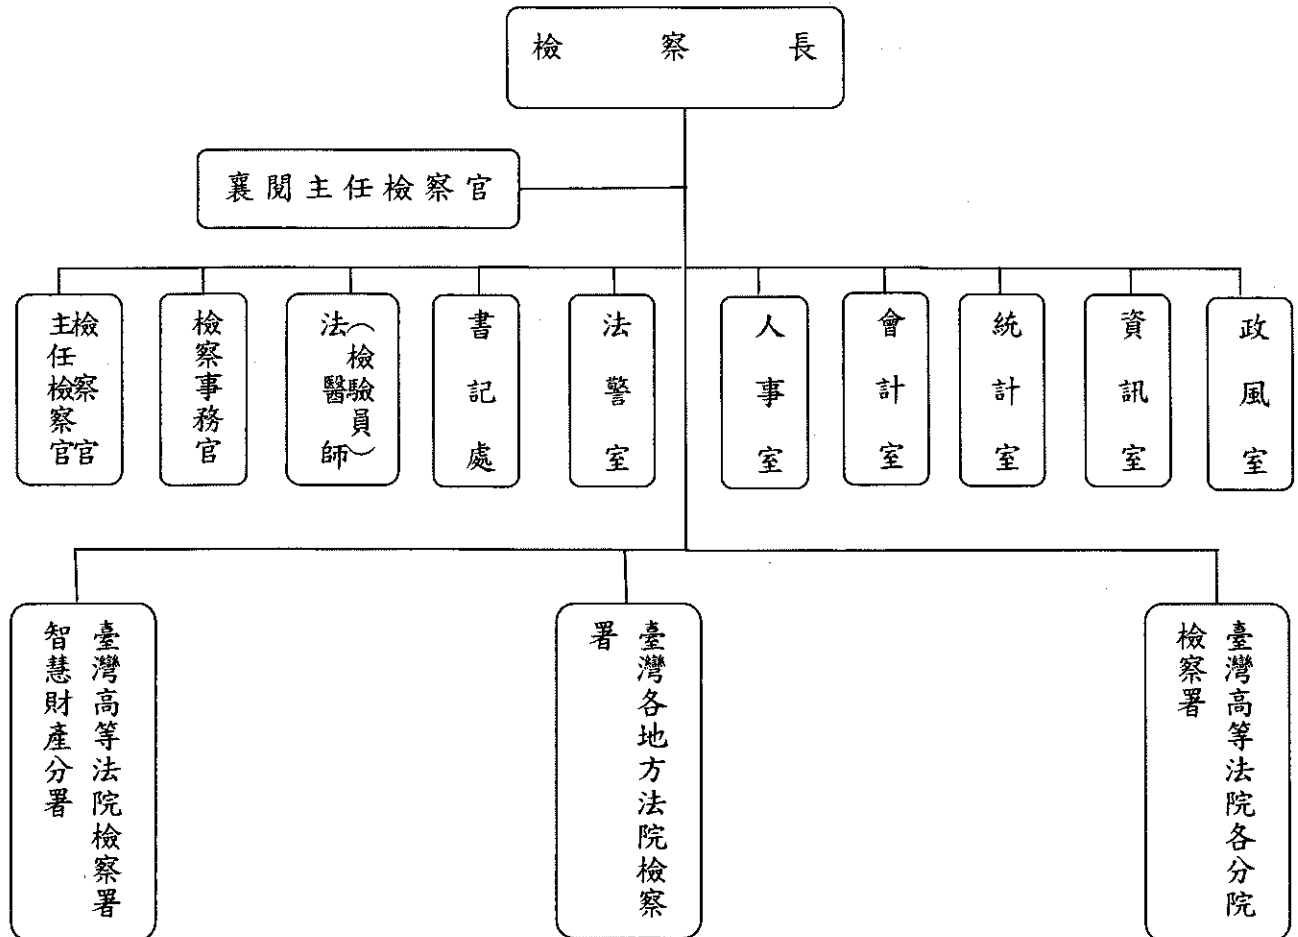 檢察長
襄閱主任檢察官
檢察官
主任檢察官
檢察事務官
(檢驗員)
法醫師
書記處
法警室
人事室
會計室
統計室
資訊室
政風室
臺灣高等法院檢察署
智慧財產分署
臺灣各地方法院檢察
署
臺灣高等法院各分院
檢察署